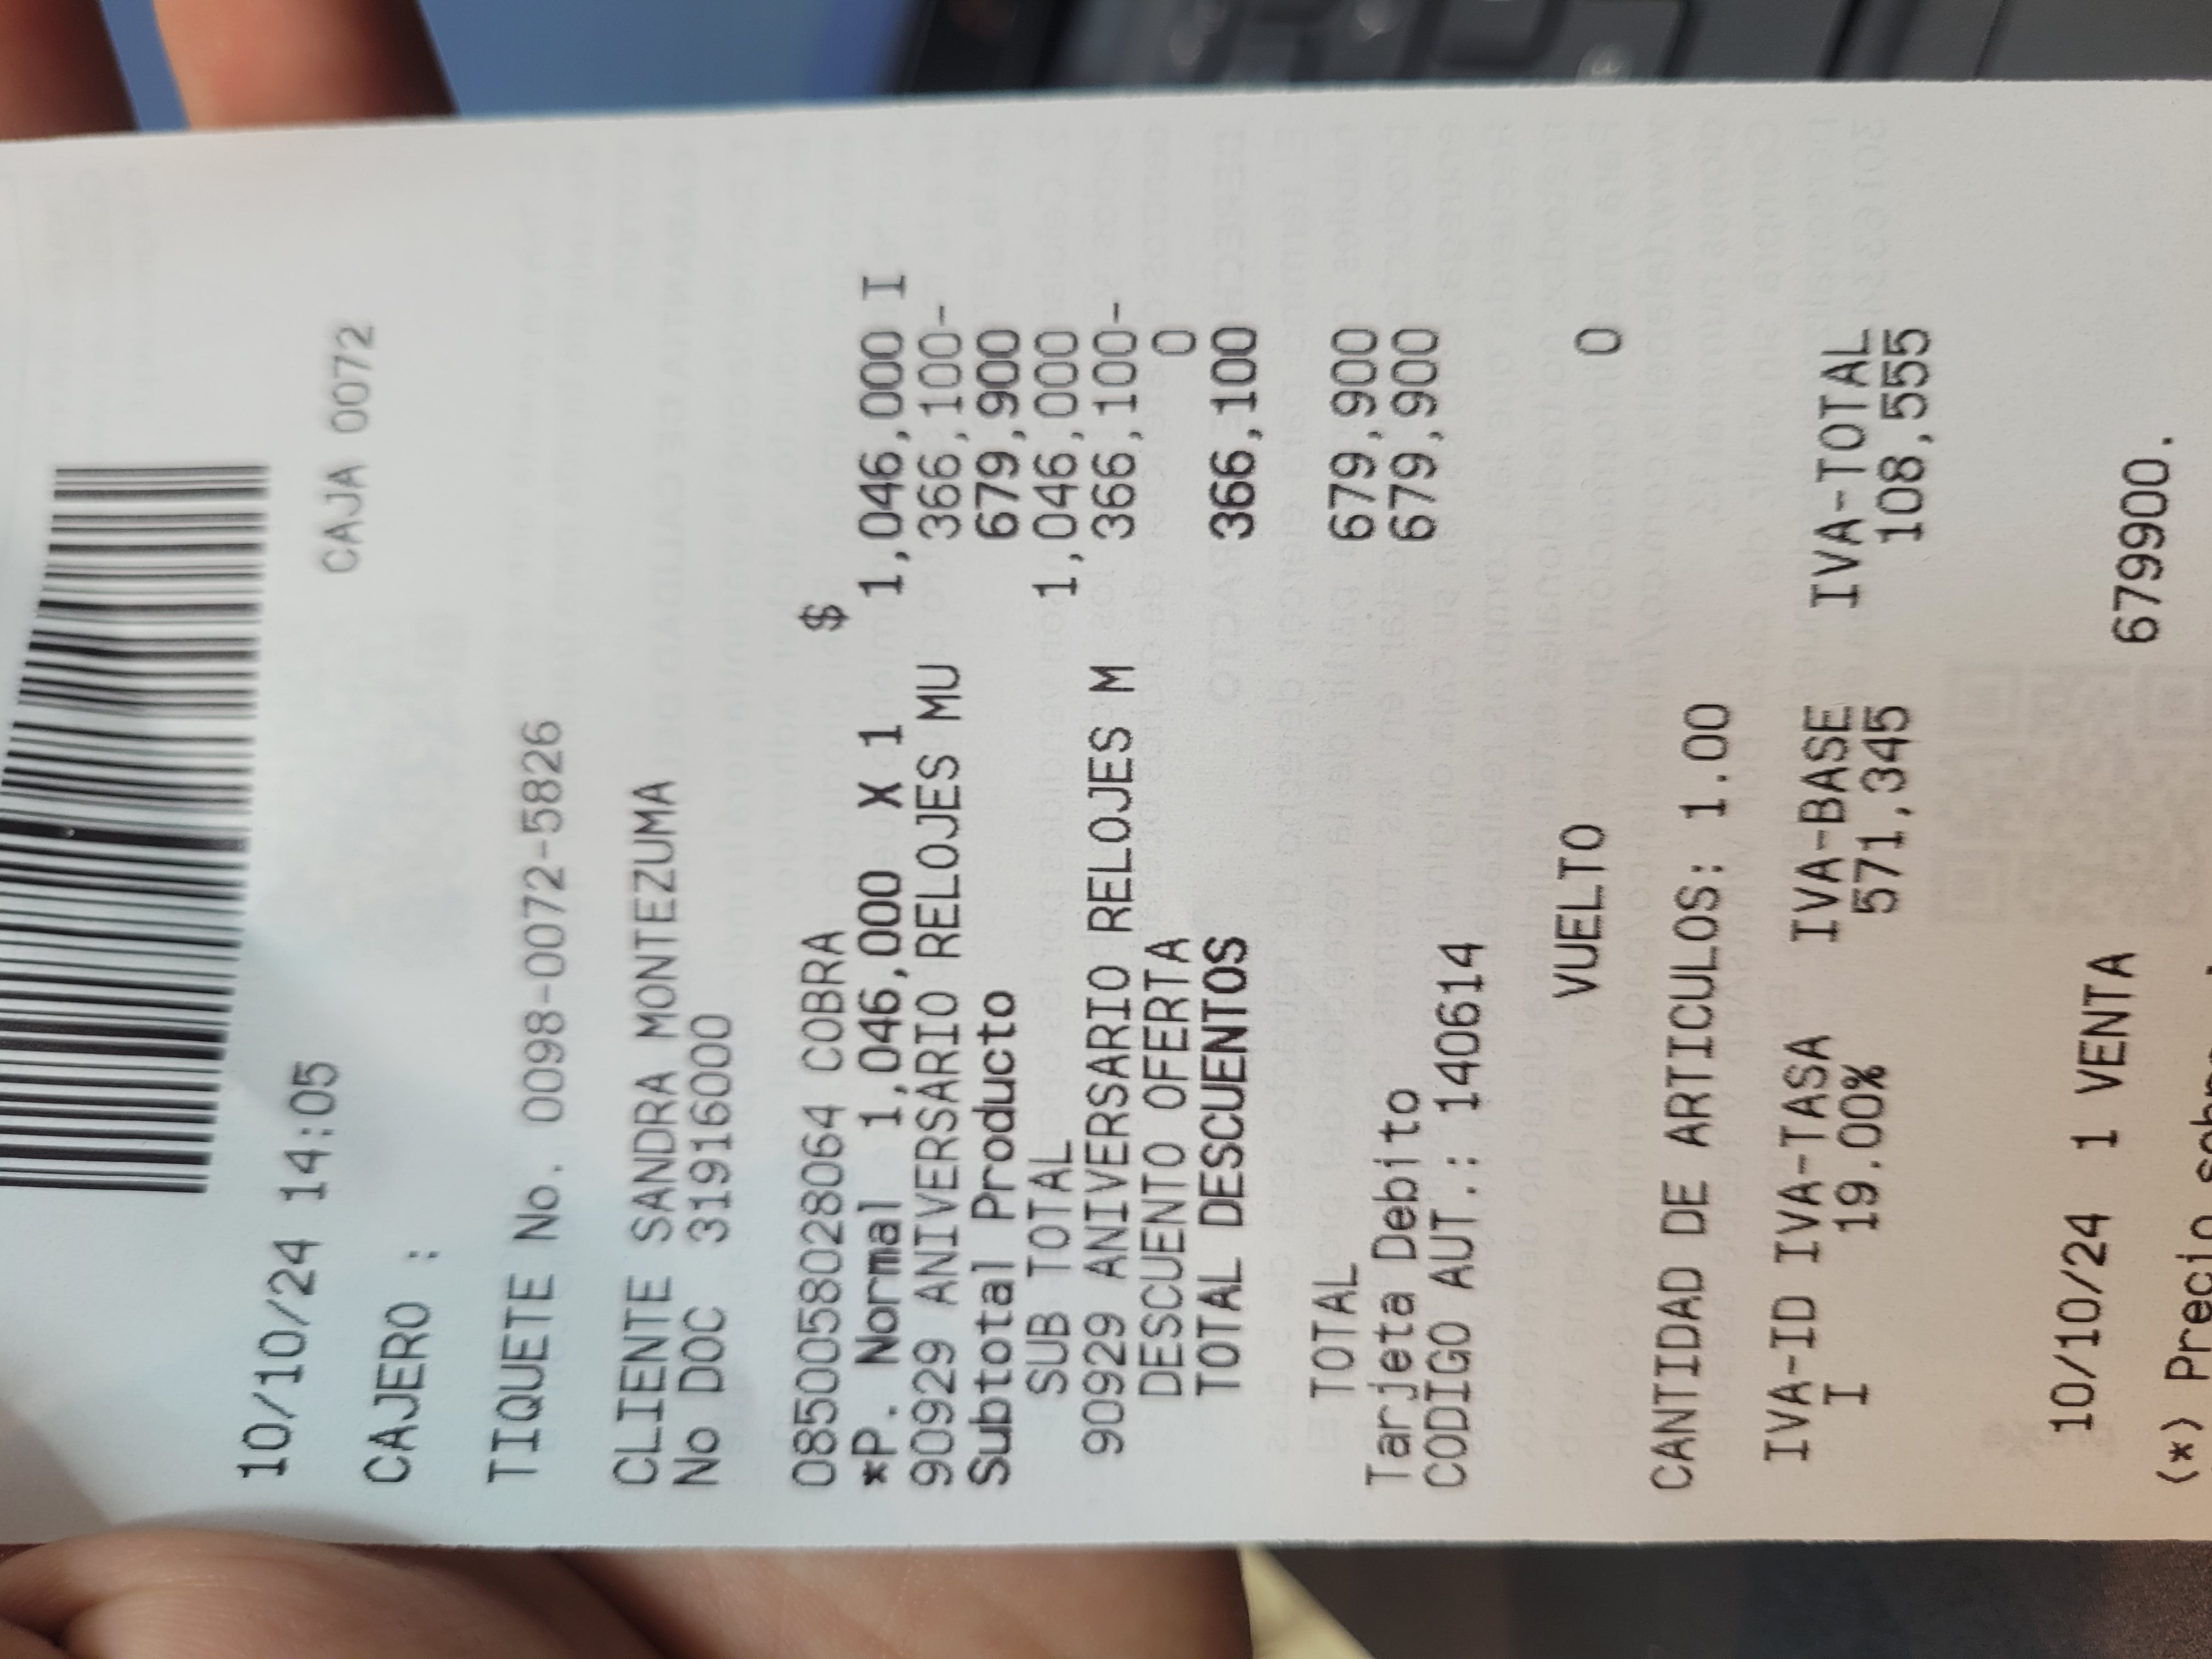 CAJA 0072
10/10/24 14:05
CAJERO :
TIQUETE No. 0098-0072-5826
CLIENTE SANDRA MONTEZUMA
No DOC 31916000
$
0850058028064 COBRA
*P. Normal 1,046,000 X 1 1,046,000 I
90929 ANIVERSARIO RELOJES MU 366,100-
Subtotal Producto 679,900
SUB TOTAL 1,046,000
90929 ANIVERSARIO RELOJES M 366,100-
DESCUENTO OFERTA 0
TOTAL DESCUENTOS 366,100
TOTAL 679,900
Tarjeta Debito 679,900
CODIGO AUT.: 140614
VUELTO 0
CANTIDAD DE ARTICULOS: 1.00
IVA-ID IVA-TASA IVA-BASE IVA-TOTAL
I 19.00% 571,345 108,555
10/10/24 1 VENTA 679900.
(*) Precio